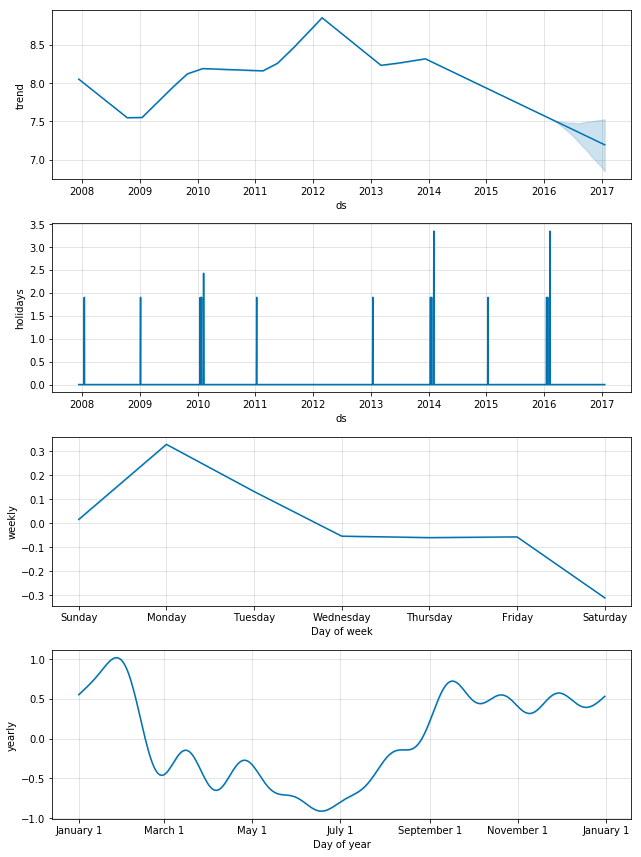 8.5
8.0
7.5
7.0
trend
2008 2009 2010 2011 2012 2013 2014 2015 2016 2017
ds
3.5
3.0
2.5
2.0
1.5
1.0
0.5
0.0
holidays
2008 2009 2010 2011 2012 2013 2014 2015 2016 2017
ds
0.3
0.2
0.1
0.0
−0.1
−0.2
−0.3
weekly
Sunday Monday Tuesday Wednesday Thursday Friday Saturday
Day of week
1.0
0.5
0.0
−0.5
−1.0
yearly
January 1 March 1 May 1 July 1 September 1 November 1 January 1
Day of year